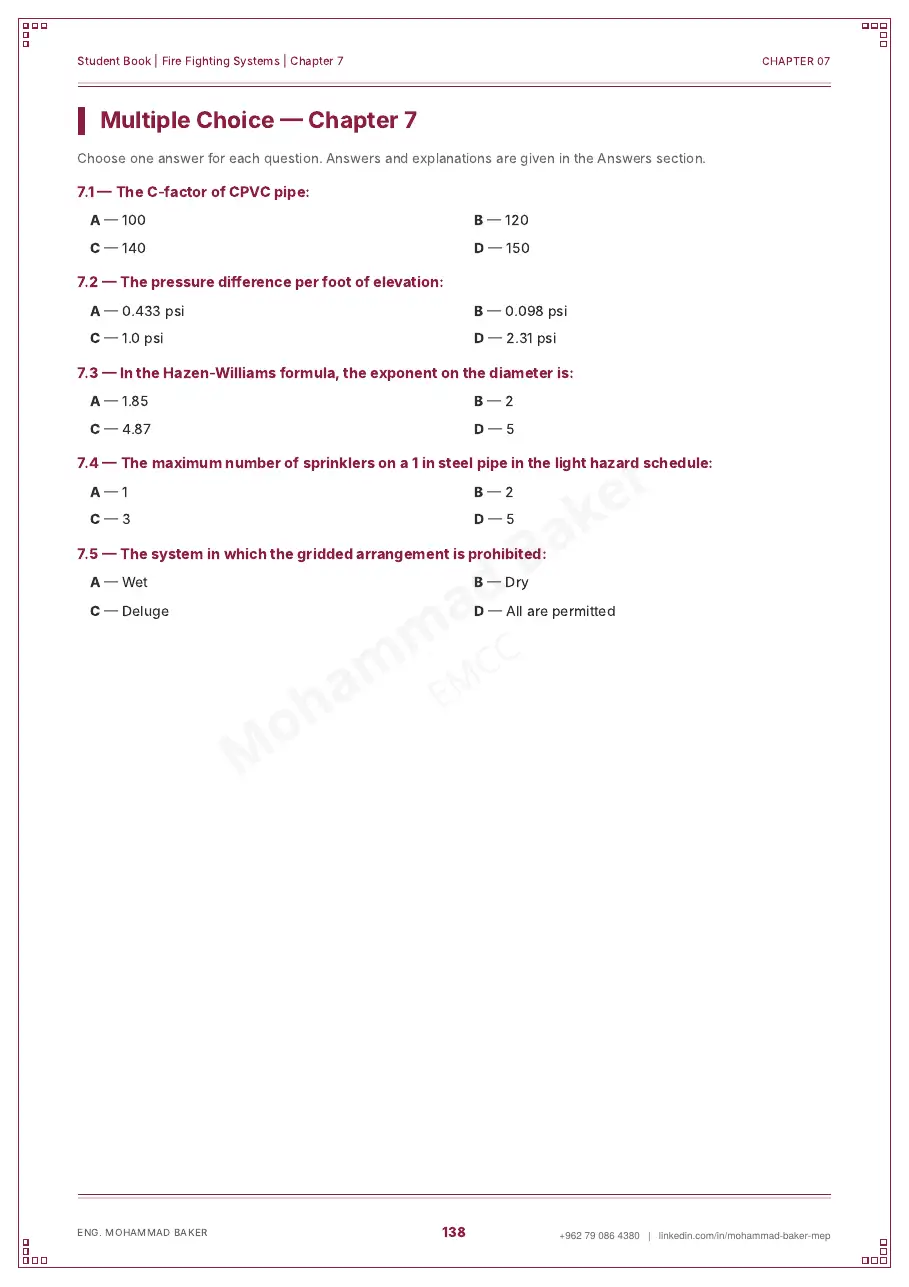 Student Book | Fire Fighting Systems | Chapter 7
CHAPTER 07
Multiple Choice — Chapter 7
Choose one answer for each question. Answers and explanations are given in the Answers section.
7.1 — The C-factor of CPVC pipe:
A — 100
B — 120
C — 140
D — 150
7.2 — The pressure difference per foot of elevation:
A — 0.433 psi
B — 0.098 psi
C — 1.0 psi
D — 2.31 psi
7.3 — In the Hazen-Williams formula, the exponent on the diameter is:
A — 1.85
B — 2
C — 4.87
D — 5
7.4 — The maximum number of sprinklers on a 1 in steel pipe in the light hazard schedule:
A — 1
B — 2
C — 3
D — 5
7.5 — The system in which the gridded arrangement is prohibited:
A — Wet
B — Dry
C — Deluge
D — All are permitted
Mohammad Baker
EMCC
ENG. MOHAMMAD BAKER
138
+962 79 086 4380 | linkedin.com/in/mohammad-baker-mep